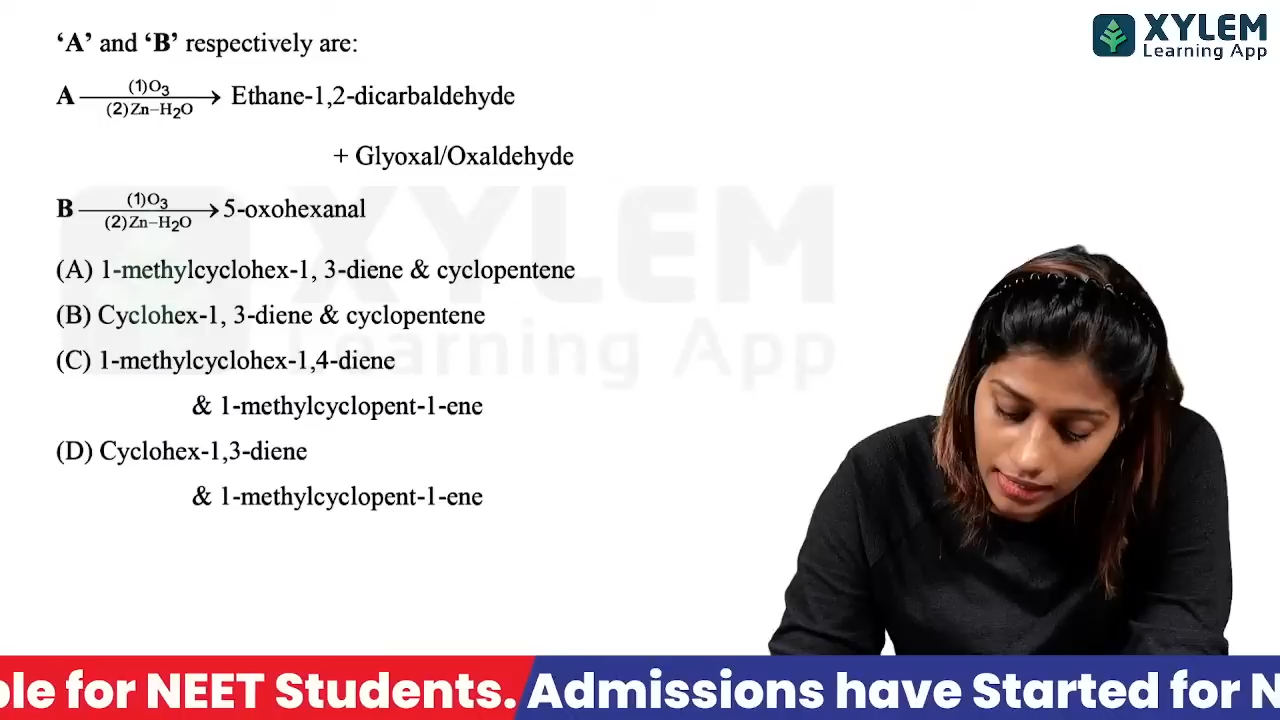 ‘A’ and ‘B’ respectively are:
XYLEM
Learning App
A (1)O3 (2)Zn–H2O → Ethane-1,2-dicarbaldehyde
+ Glyoxal/Oxaldehyde
B (1)O3 (2)Zn–H2O → 5-oxohexanal
(A) 1-methylcyclohex-1, 3-diene & cyclopentene
(B) Cyclohex-1, 3-diene & cyclopentene
(C) 1-methylcyclohex-1,4-diene
& 1-methylcyclopent-1-ene
(D) Cyclohex-1,3-diene
& 1-methylcyclopent-1-ene
XYLEM
Learning App
ble for NEET Students. Admissions have Started for N